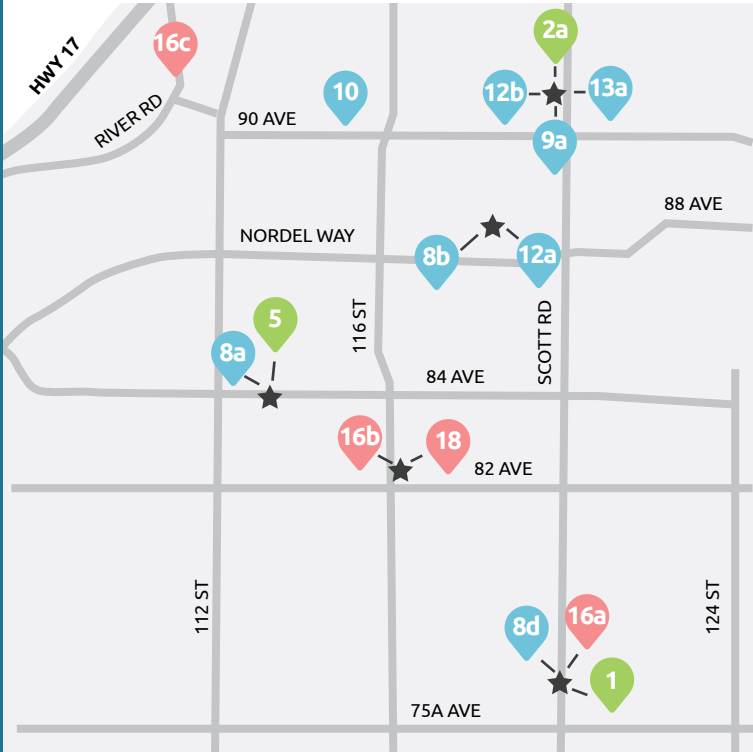 2a
16c
HWY 17
10
12b
13a
RIVER RD
90 AVE
9a
88 AVE
NORDEL WAY
8b
12a
5
116 ST
SCOTT RD
8a
84 AVE
16b
18
82 AVE
112 ST
124 ST
8d
16a
1
75A AVE